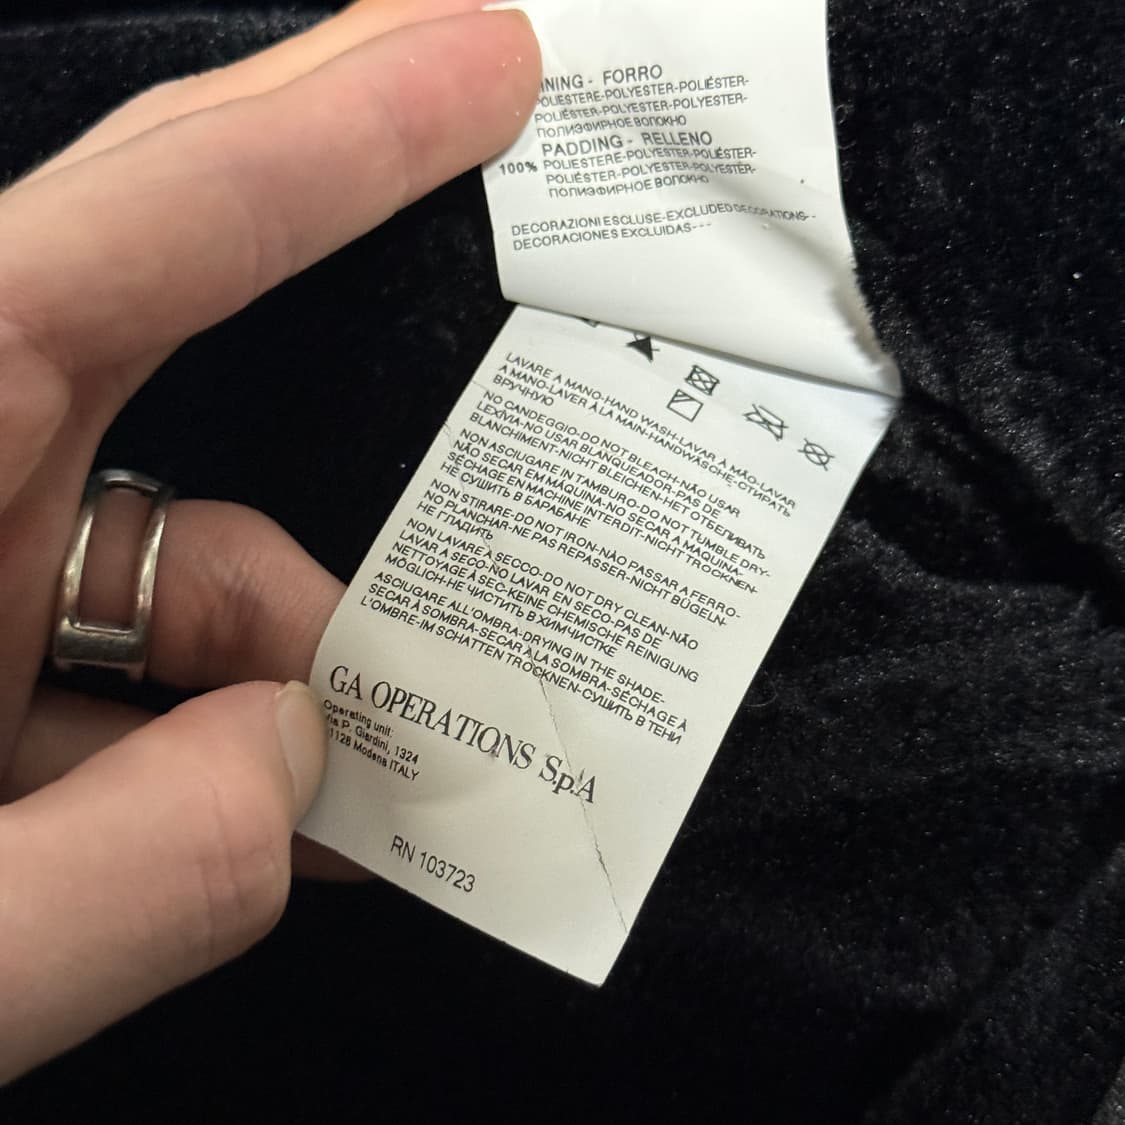 NING - FORRO
POLIESTERE-POLYESTER-POLIÉSTER-
POLIÉSTER-POLYESTER-POLYESTER-
ПОЛИЭФИРНОЕ ВОЛОКНО
PADDING - RELLENO
100% POLIESTERE-POLYESTER-POLIÉSTER-
POLIÉSTER-POLYESTER-POLYESTER-
ПОЛИЭФИРНОЕ ВОЛОКНО
DECORAZIONI ESCLUSE-EXCLUDED DECORATIONS--
DECORACIONES EXCLUIDAS---
LAVARE A MANO-HAND WASH-LAVAR À MÃO-LAVAR
A MANO-LAVER À LA MAIN-HANDWÄSCHE-СТИРАТЬ
ВРУЧНУЮ
NO CANDEGGIO-DO NOT BLEACH-NÃO USAR
LEXÍVIA-NO USAR BLANQUEADOR-PAS DE
BLANCHIMENT-NICHT BLEICHEN-НЕТ ОТБЕЛИВАТЬ
NON ASCIUGARE IN TAMBURO-DO NOT TUMBLE DRY-
NÃO SECAR EM MÁQUINA-NO SECAR A MAQUINA-
SÉCHAGE EN MACHINE INTERDIT-NICHT TROCKNEN-
НЕ СУШИТЬ В БАРАБАНЕ
NON STIRARE-DO NOT IRON-NÃO PASSAR A FERRO-
NO PLANCHAR-NE PAS REPASSER-NICHT BÜGELN-
НЕ ГЛАДИТЬ
NON LAVARE A SECCO-DO NOT DRY CLEAN-NÃO
LAVAR A SECO-NO LAVAR EN SECO-PAS DE
NETTOYAGE À SEC-KEINE CHEMISCHE REINIGUNG
MÖGLICH-НЕ ЧИСТИТЬ В ХИМЧИСТКЕ
ASCIUGARE ALL'OMBRA-DRYING IN THE SHADE-
SECAR À SOMBRA-SECAR A LA SOMBRA-SÉCHAGE À
L'OMBRE-IM SCHATTEN TROCKNEN-СУШИТЬ В ТЕНИ
GA OPERATIONS S.p.A
Operating unit:
ia P. Giardini, 1324
1126 Modena ITALY
RN 103723